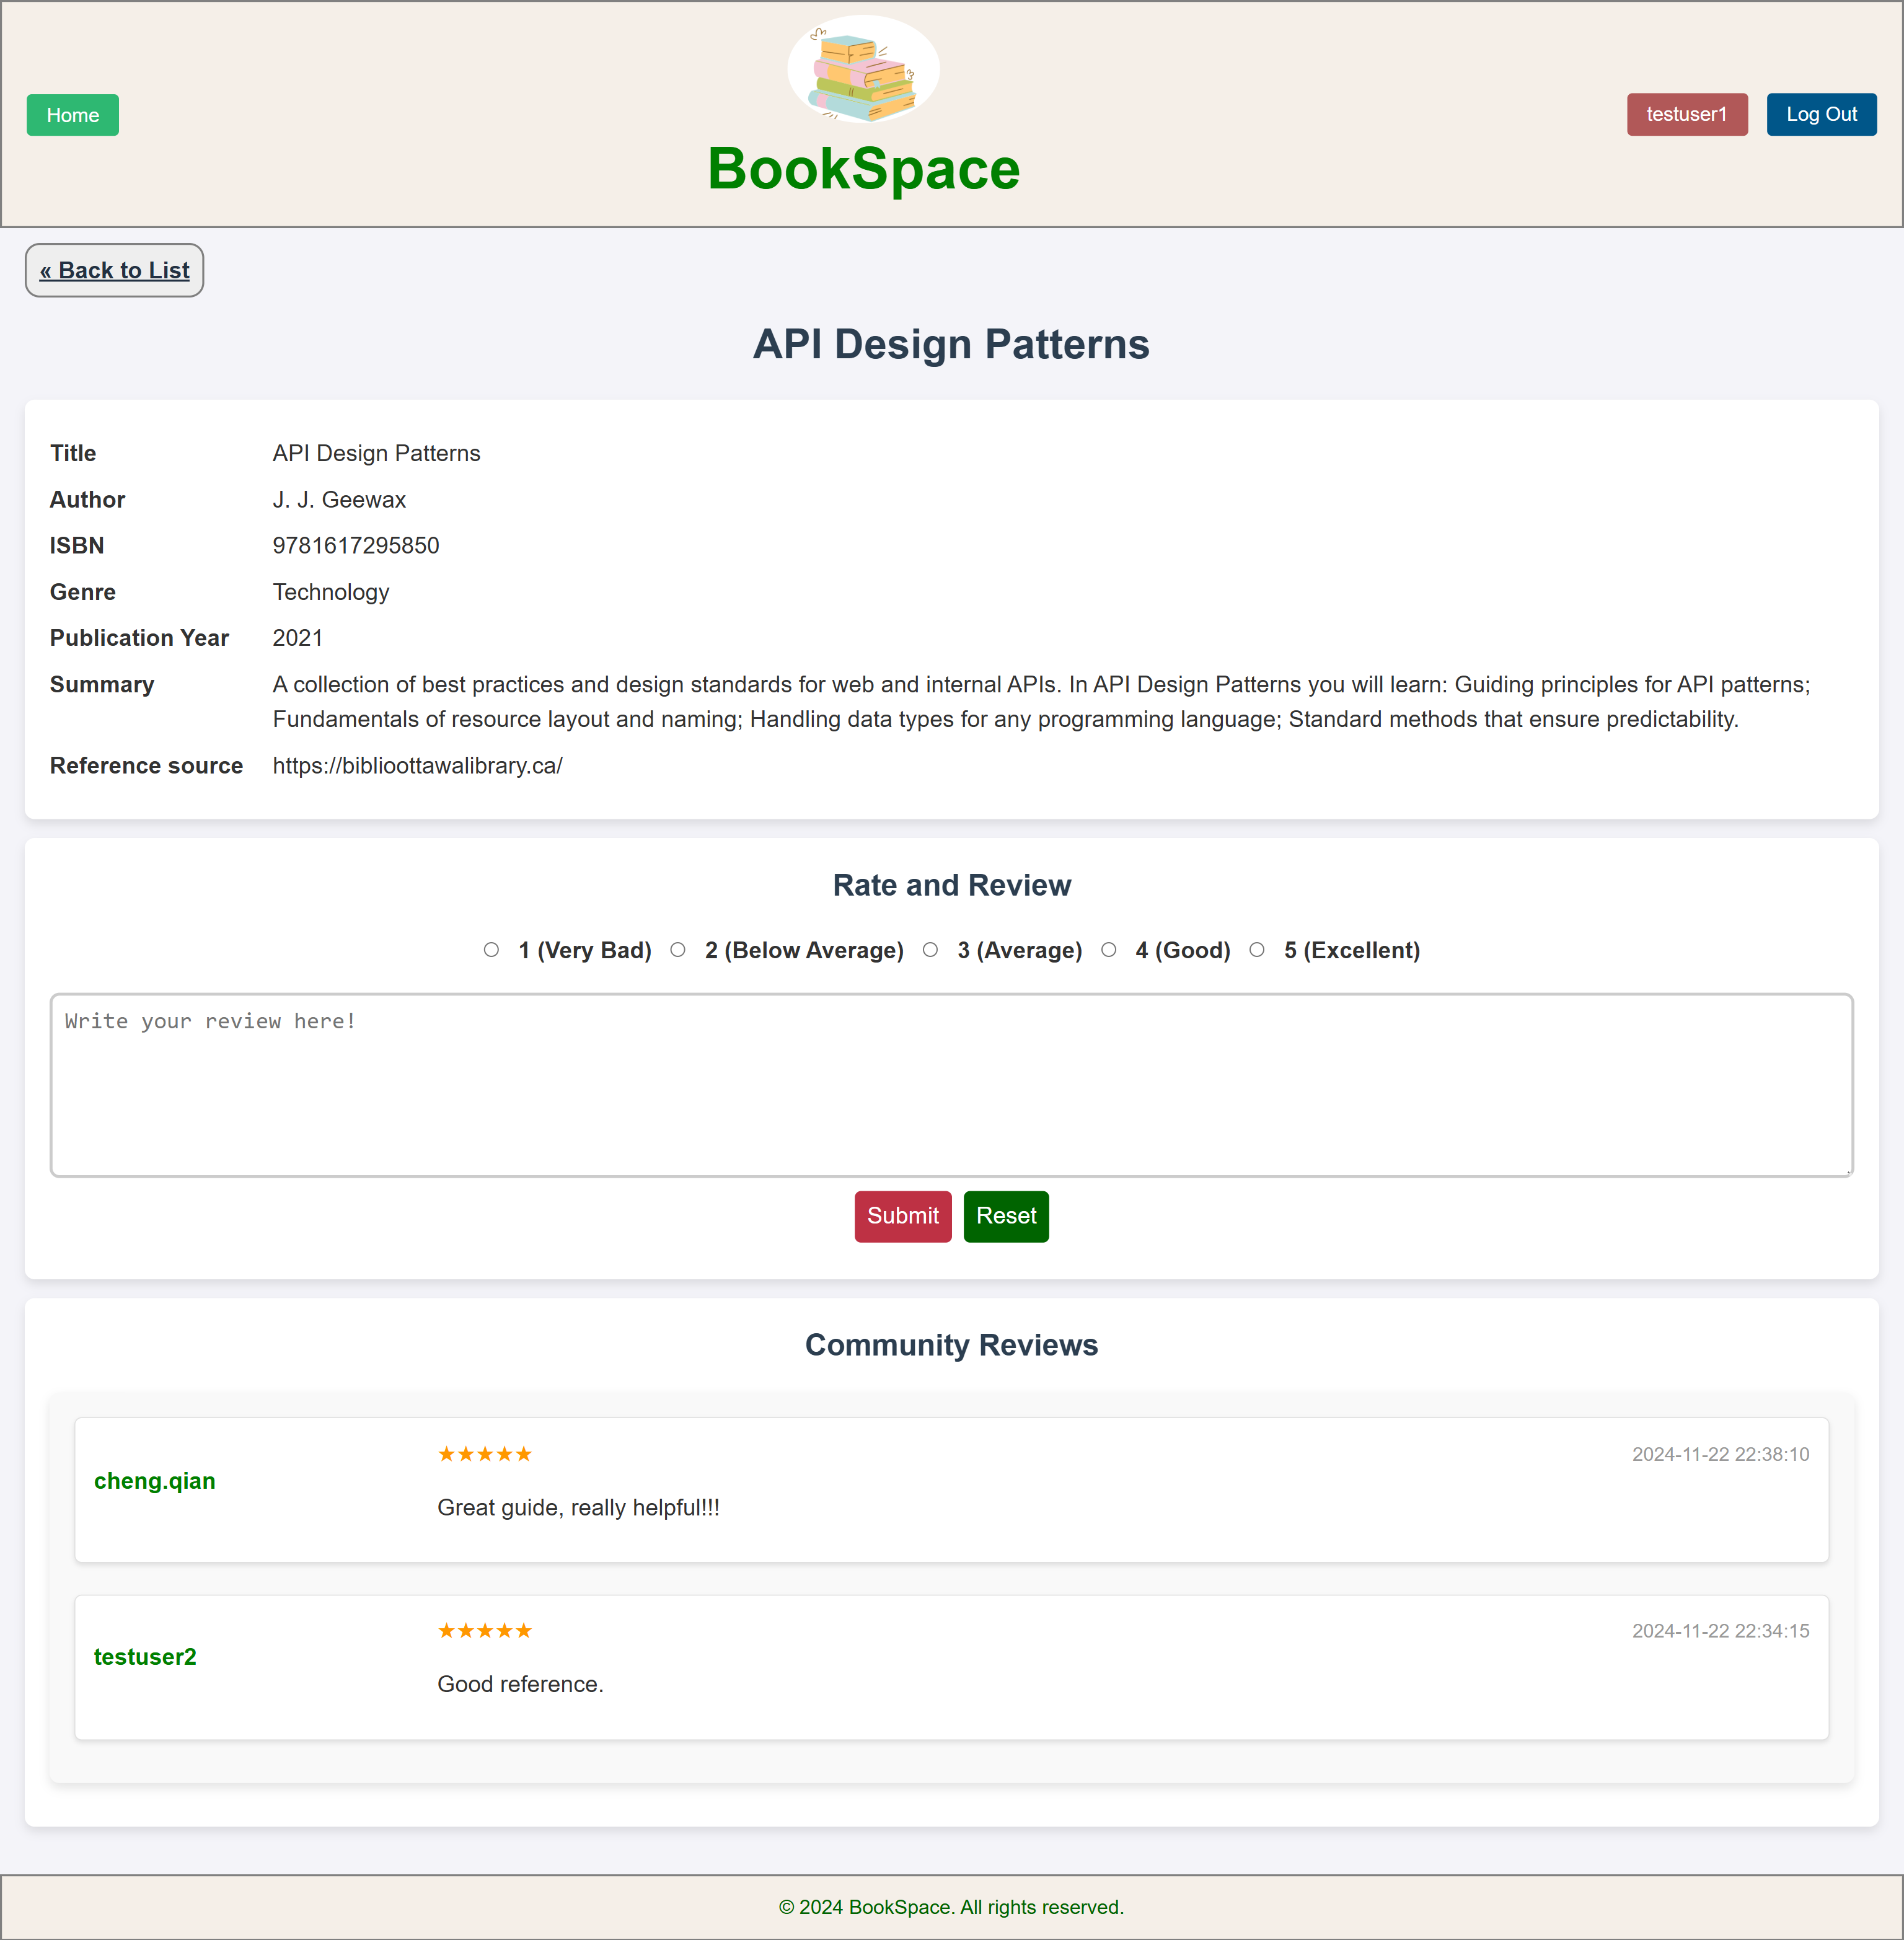 Home
BookSpace
testuser1
Log Out
« Back to List
API Design Patterns
Title API Design Patterns
Author J. J. Geewax
ISBN 9781617295850
Genre Technology
Publication Year 2021
Summary A collection of best practices and design standards for web and internal APIs. In API Design Patterns you will learn: Guiding principles for API patterns;
Fundamentals of resource layout and naming; Handling data types for any programming language; Standard methods that ensure predictability.
Reference source https://biblioottawalibrary.ca/
Rate and Review
1 (Very Bad) 2 (Below Average) 3 (Average) 4 (Good) 5 (Excellent)
Write your review here!
Submit Reset
Community Reviews
cheng.qian
★★★★★ 2024-11-22 22:38:10
Great guide, really helpful!!!
testuser2
★★★★★ 2024-11-22 22:34:15
Good reference.
© 2024 BookSpace. All rights reserved.